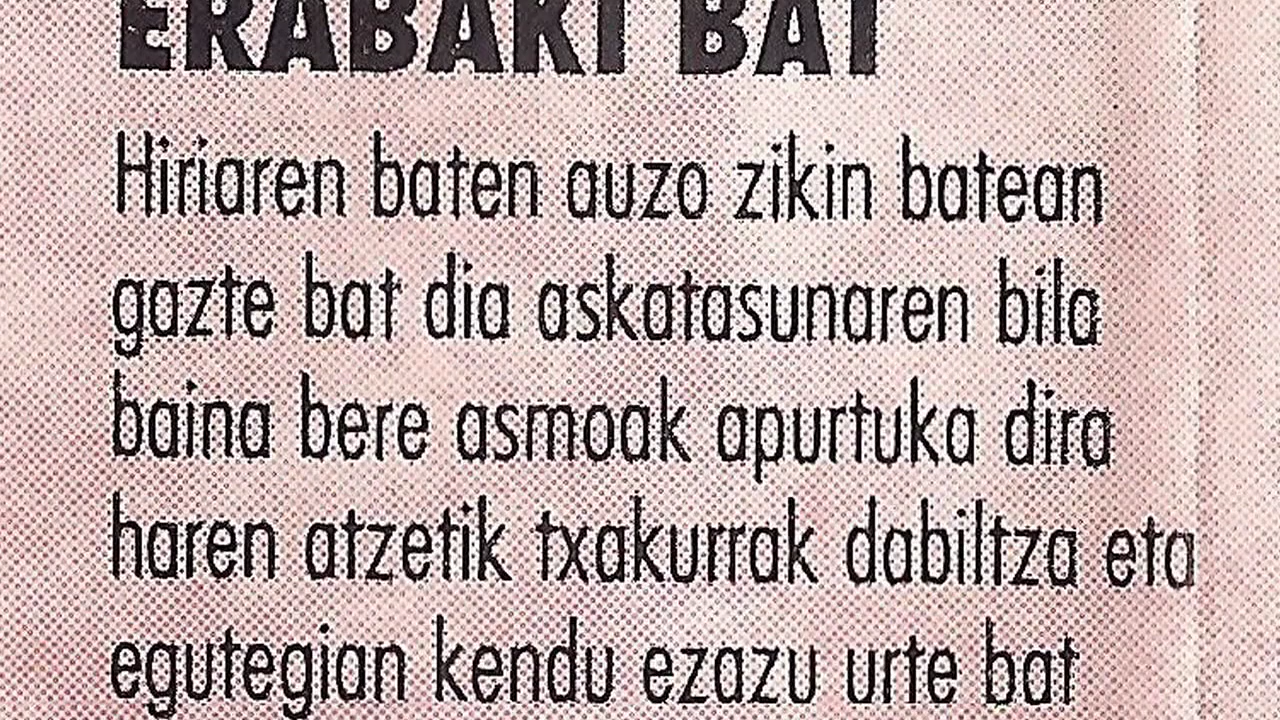 ERABAKI BAT
Hiriaren baten auzo zikin batean
gazte bat dia askatasunaren bila
baina bere asmoak apurtuka dira
haren atzetik txakurrak dabiltza eta
egutegian kendu ezazu urte bat